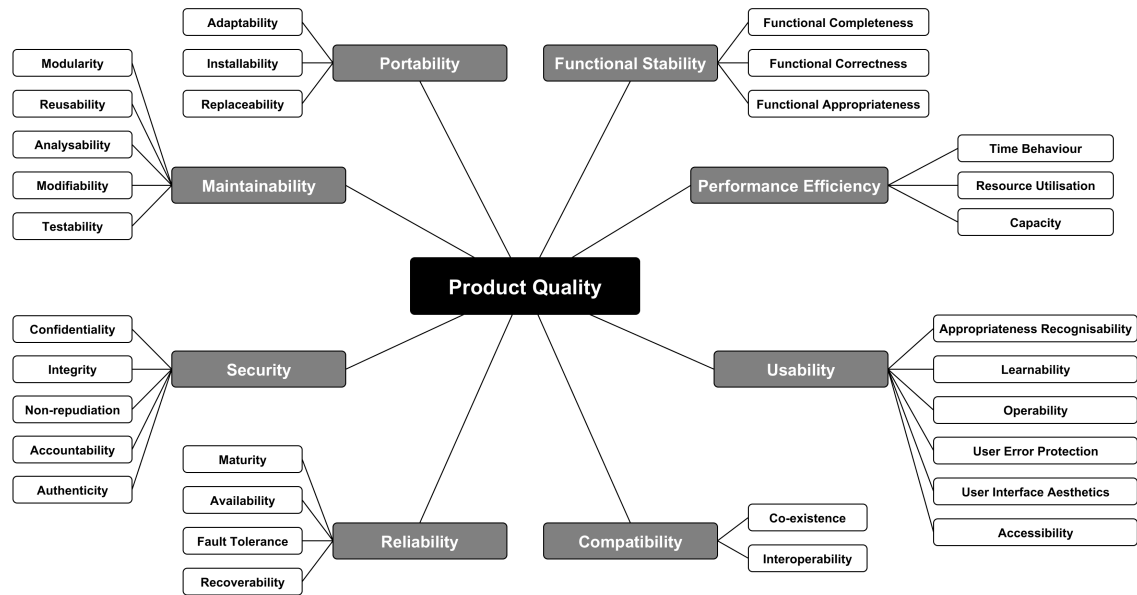 Adaptability
Installability
Replaceability
Portability
Functional Stability
Functional Completeness
Functional Correctness
Functional Appropriateness
Modularity
Reusability
Analysability
Modifiability
Testability
Maintainability
Performance Efficiency
Time Behaviour
Resource Utilisation
Capacity
Product Quality
Confidentiality
Integrity
Non-repudiation
Accountability
Authenticity
Security
Usability
Appropriateness Recognisability
Learnability
Operability
User Error Protection
User Interface Aesthetics
Accessibility
Maturity
Availability
Fault Tolerance
Recoverability
Reliability
Compatibility
Co-existence
Interoperability